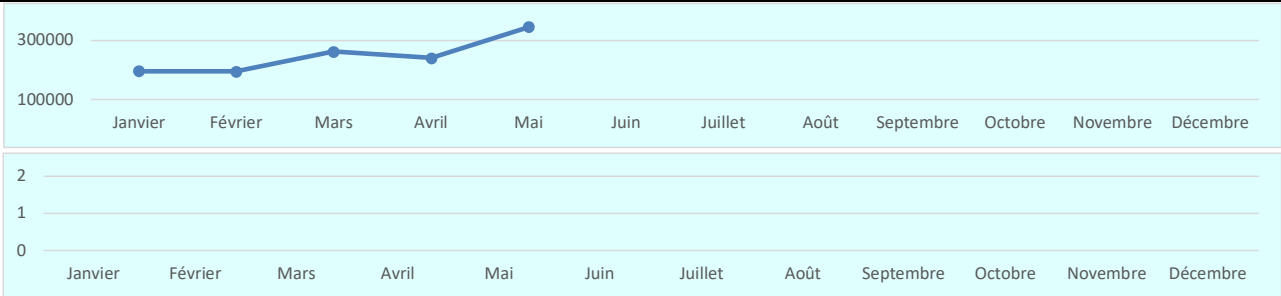 300000
100000
Janvier Février Mars Avril Mai Juin Juillet Août Septembre Octobre Novembre Décembre
2
1
0
Janvier Février Mars Avril Mai Juin Juillet Août Septembre Octobre Novembre Décembre